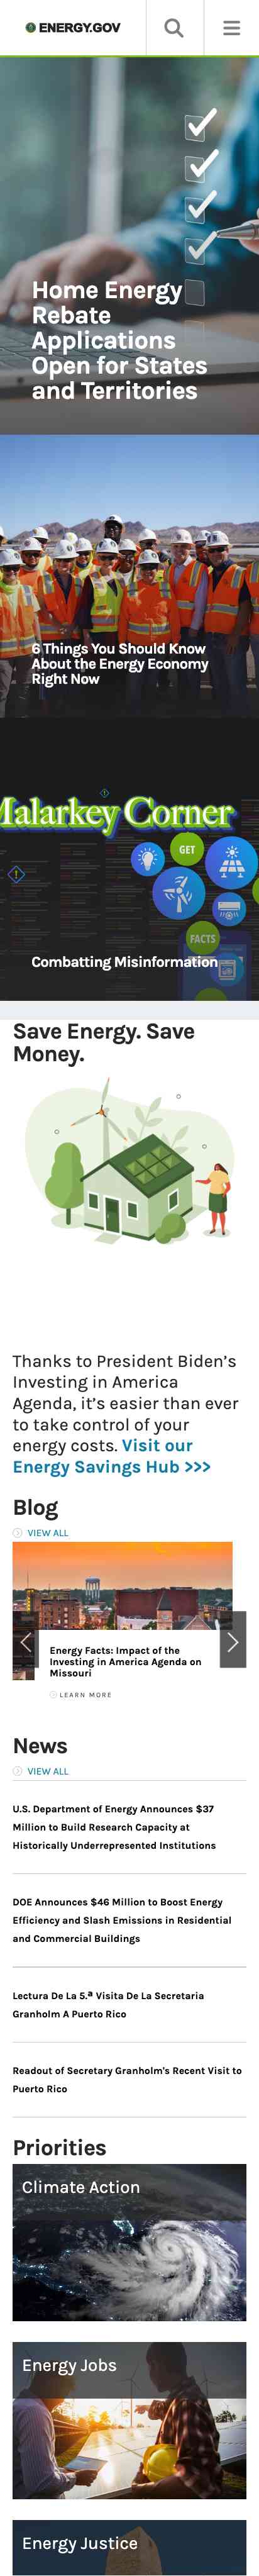 ENERGY.GOV
Home Energy
Rebate
Applications
Open for States
and Territories
6 Things You Should Know
About the Energy Economy
Right Now
Malarkey Corner
GET
FACTS
Combatting Misinformation
Save Energy. Save
Money.
Thanks to President Biden’s
Investing in America
Agenda, it’s easier than ever
to take control of your
energy costs. Visit our
Energy Savings Hub >>>
Blog
VIEW ALL
Energy Facts: Impact of the
Investing in America Agenda on
Missouri
LEARN MORE
News
VIEW ALL
U.S. Department of Energy Announces $37
Million to Build Research Capacity at
Historically Underrepresented Institutions
DOE Announces $46 Million to Boost Energy
Efficiency and Slash Emissions in Residential
and Commercial Buildings
Lectura De La 5.ª Visita De La Secretaria
Granholm A Puerto Rico
Readout of Secretary Granholm's Recent Visit to
Puerto Rico
Priorities
Climate Action
Energy Jobs
Energy Justice